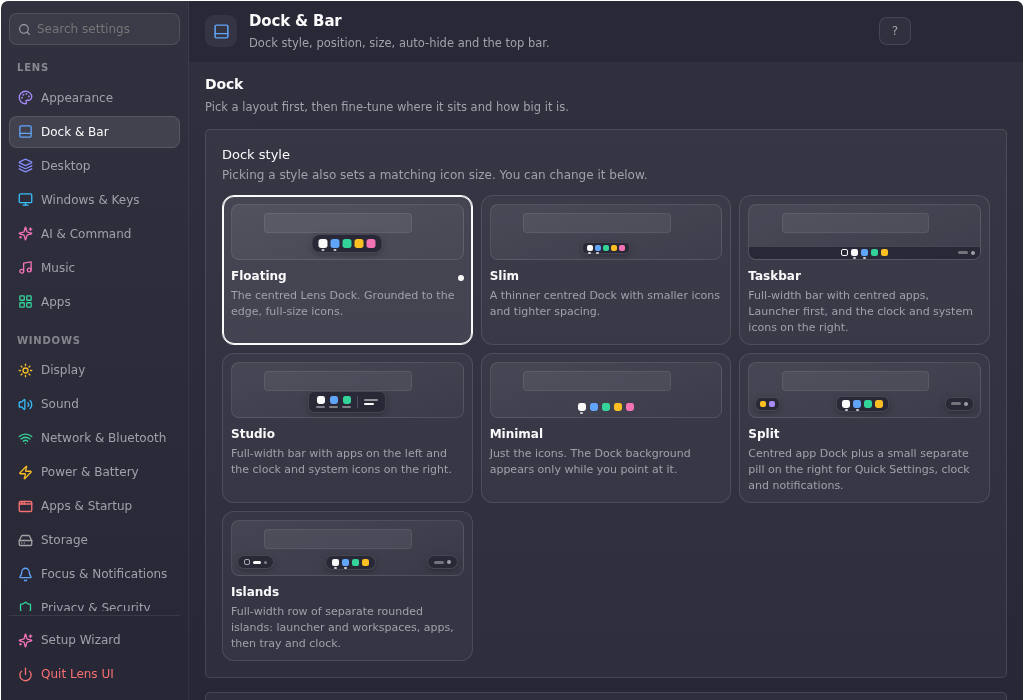 Search settings
LENS
Appearance
Dock & Bar
Desktop
Windows & Keys
AI & Command
Music
Apps
WINDOWS
Display
Sound
Network & Bluetooth
Power & Battery
Apps & Startup
Storage
Focus & Notifications
Privacy & Security
Setup Wizard
Quit Lens UI
Dock & Bar
Dock style, position, size, auto-hide and the top bar.
?
Dock
Pick a layout first, then fine-tune where it sits and how big it is.
Dock style
Picking a style also sets a matching icon size. You can change it below.
Floating
The centred Lens Dock. Grounded to the
edge, full-size icons.
Slim
A thinner centred Dock with smaller icons
and tighter spacing.
Taskbar
Full-width bar with centred apps,
Launcher first, and the clock and system
icons on the right.
Studio
Full-width bar with apps on the left and
the clock and system icons on the right.
Minimal
Just the icons. The Dock background
appears only while you point at it.
Split
Centred app Dock plus a small separate
pill on the right for Quick Settings, clock
and notifications.
Islands
Full-width row of separate rounded
islands: launcher and workspaces, apps,
then tray and clock.